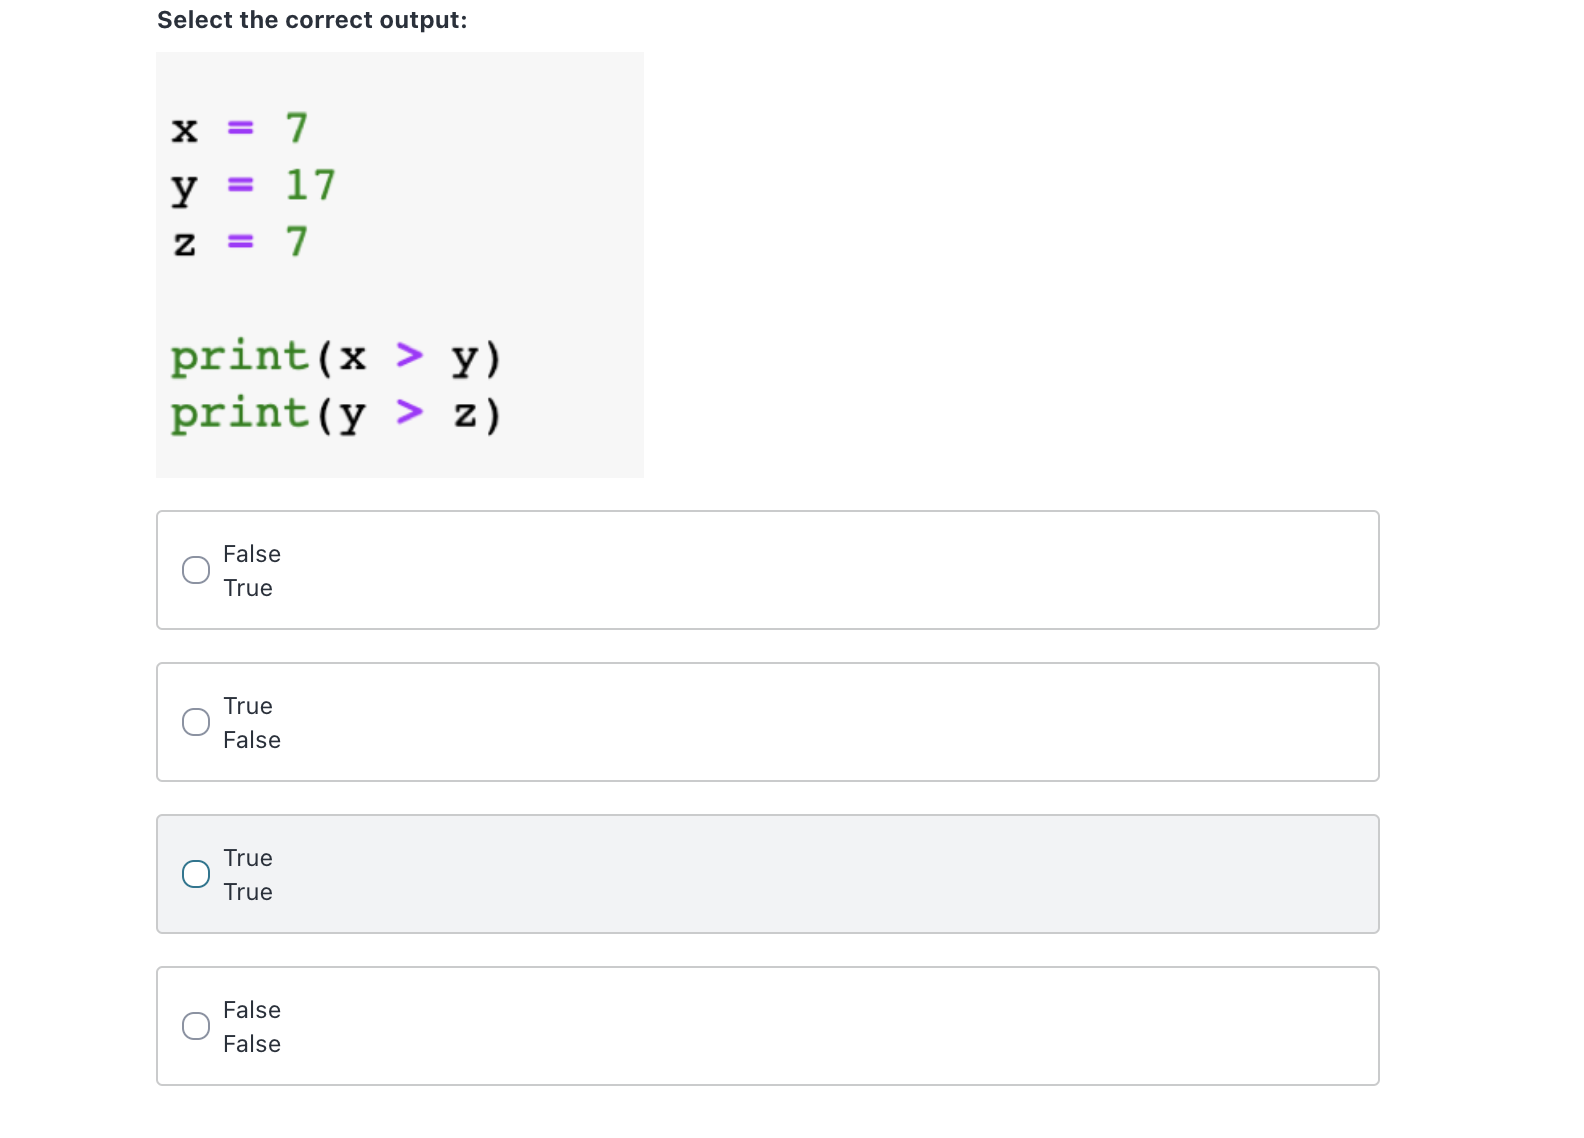 Select the correct output:
x = 7
y = 17
z = 7
print(x > y)
print(y > z)
False
True
True
False
True
True
False
False